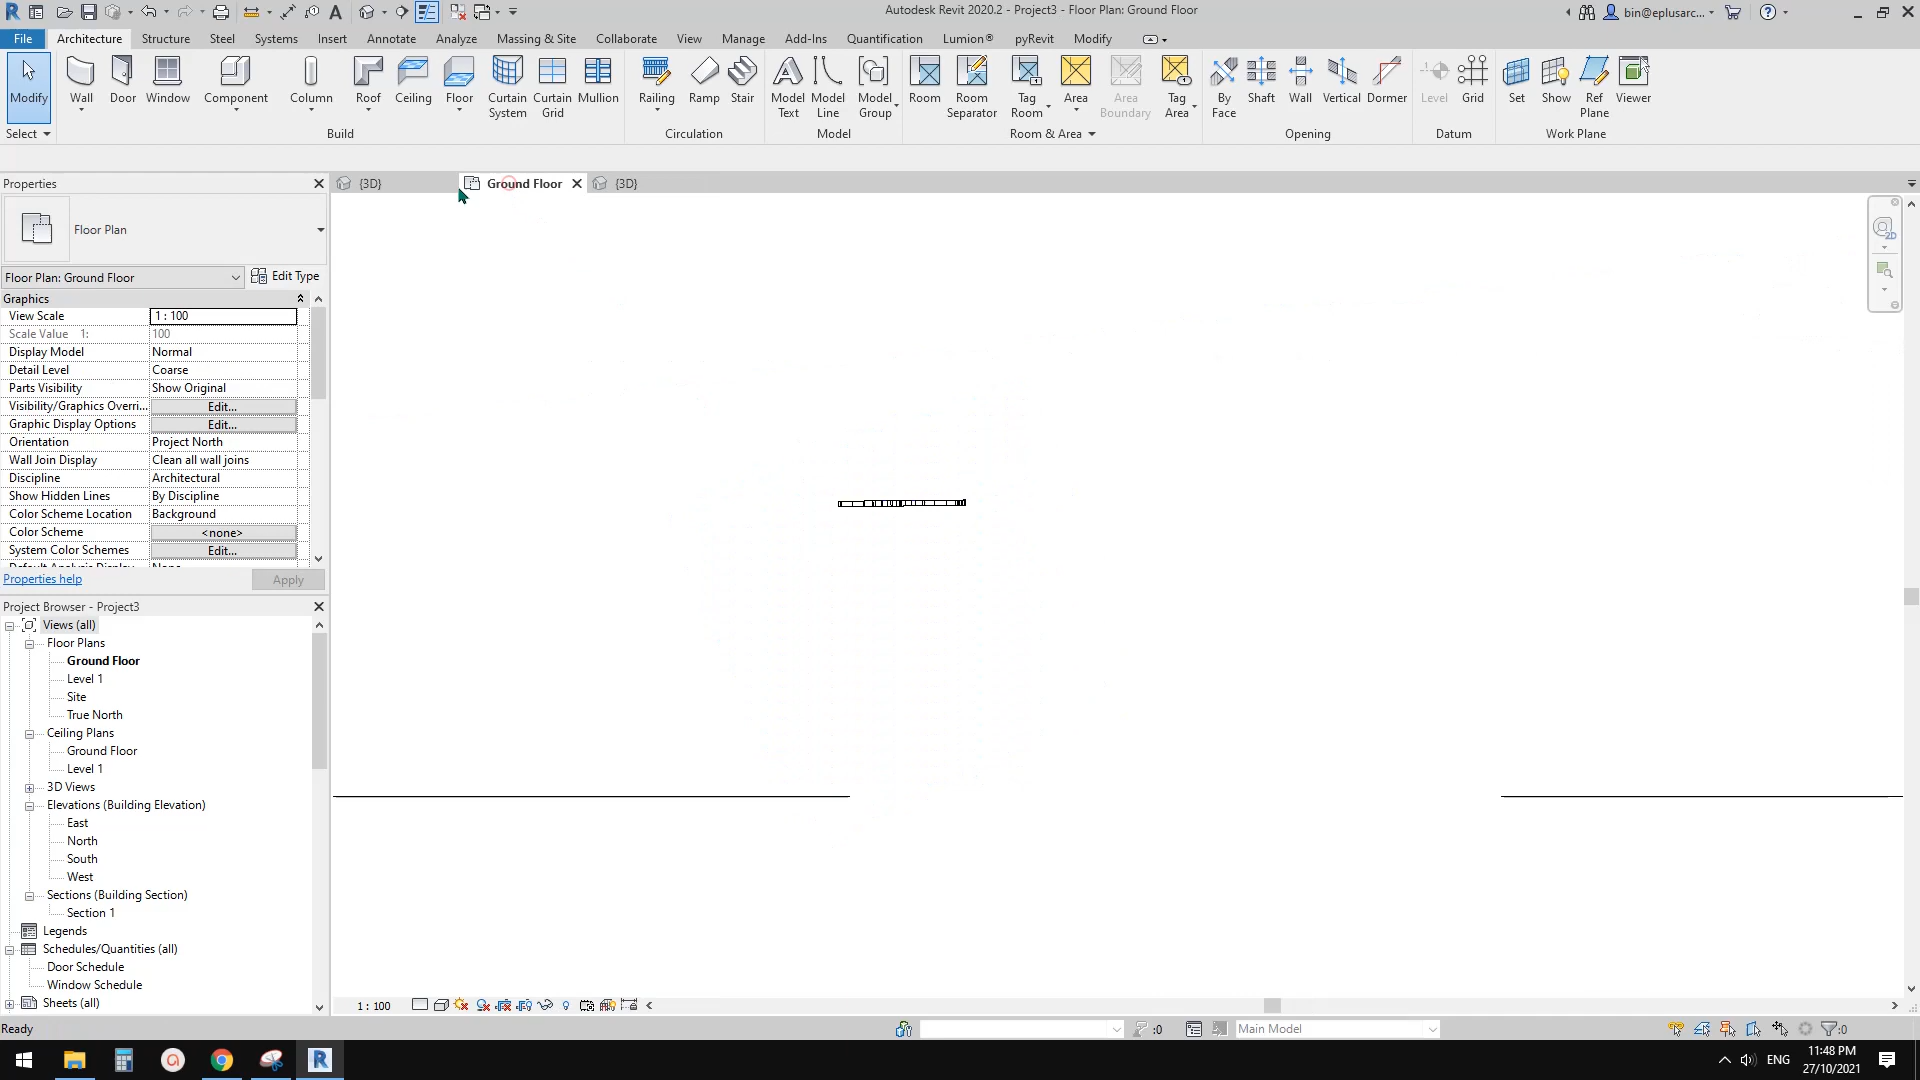 Autodesk Revit 2020.2 - Project3 - Floor Plan: Ground Floor
bin@eplusarc...
File Architecture Structure Steel Systems Insert Annotate Analyze Massing & Site Collaborate View Manage Add-Ins Quantification Lumion® pyRevit Modify
Modify Wall Door Window Component Column Roof Ceiling Floor Curtain System Curtain Grid Mullion Railing Ramp Stair Model Text Model Line Model Group Room Room Separator Tag Room Area Area Boundary Tag Area By Face Shaft Wall Vertical Dormer Level Grid Set Show Ref Plane Viewer
Select Build Circulation Model Room & Area Opening Datum Work Plane
Properties
{3D} Ground Floor {3D}
Floor Plan
Floor Plan: Ground Floor Edit Type
Graphics
View Scale 1 : 100
Scale Value 1: 100
Display Model Normal
Detail Level Coarse
Parts Visibility Show Original
Visibility/Graphics Overri... Edit...
Graphic Display Options Edit...
Orientation Project North
Wall Join Display Clean all wall joins
Discipline Architectural
Show Hidden Lines By Discipline
Color Scheme Location Background
Color Scheme <none>
System Color Schemes Edit...
Properties help Apply
Project Browser - Project3
Views (all)
Floor Plans
Ground Floor
Level 1
Site
True North
Ceiling Plans
Ground Floor
Level 1
3D Views
Elevations (Building Elevation)
East
North
South
West
Sections (Building Section)
Section 1
Legends
Schedules/Quantities (all)
Door Schedule
Window Schedule
Sheets (all)
1 : 100
Ready :0 Main Model :0
ENG
11:48 PM
27/10/2021